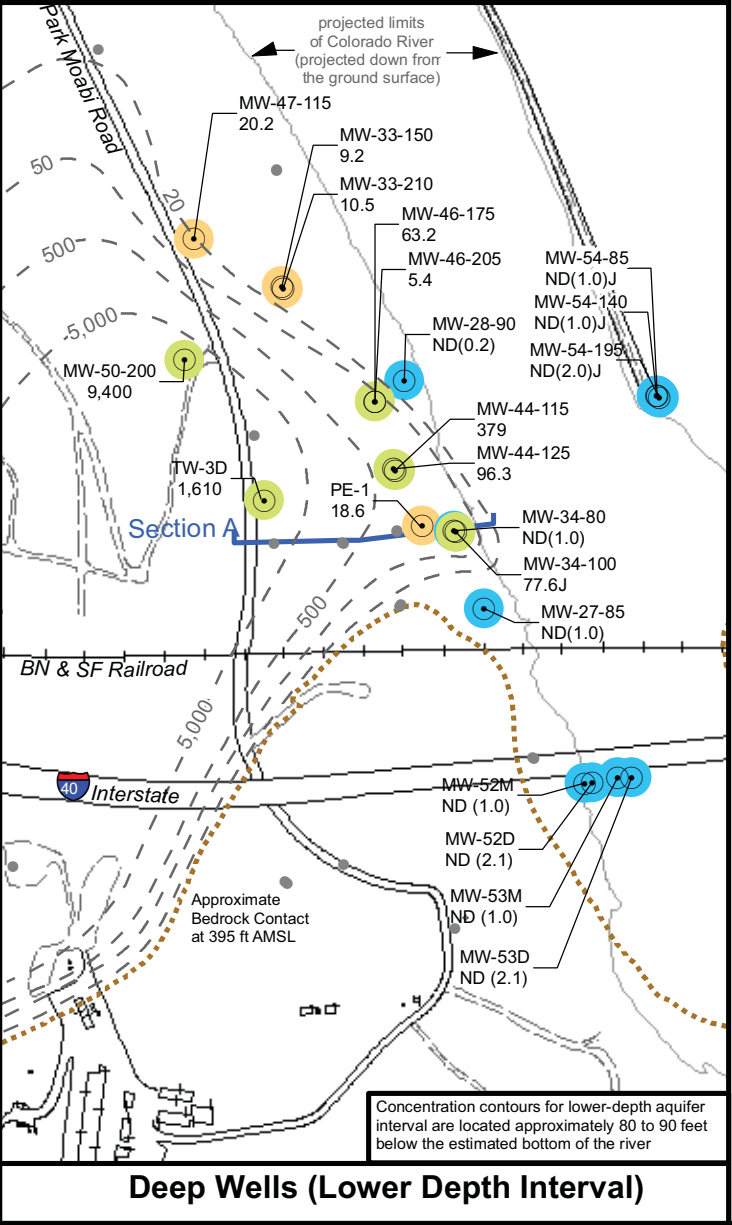 projected limits
of Colorado River
(projected down from
the ground surface)
Park Moabi Road
MW-47-115
20.2
MW-33-150
9.2
MW-33-210
10.5
50
20
MW-46-175
63.2
500
MW-46-205
5.4
MW-54-85
ND(1.0)J
MW-54-140
ND(1.0)J
MW-54-195
ND(2.0)J
-5,000
MW-28-90
ND(0.2)
MW-50-200
9,400
MW-44-115
379
MW-44-125
96.3
TW-3D
1,610
PE-1
18.6
Section A
MW-34-80
ND(1.0)
MW-34-100
77.6J
500
MW-27-85
ND(1.0)
BN & SF Railroad
5,000
40
Interstate
MW-52M
ND (1.0)
MW-52D
ND (2.1)
Approximate
Bedrock Contact
at 395 ft AMSL
MW-53M
ND (1.0)
MW-53D
ND (2.1)
Concentration contours for lower-depth aquifer
interval are located approximately 80 to 90 feet
below the estimated bottom of the river
Deep Wells (Lower Depth Interval)